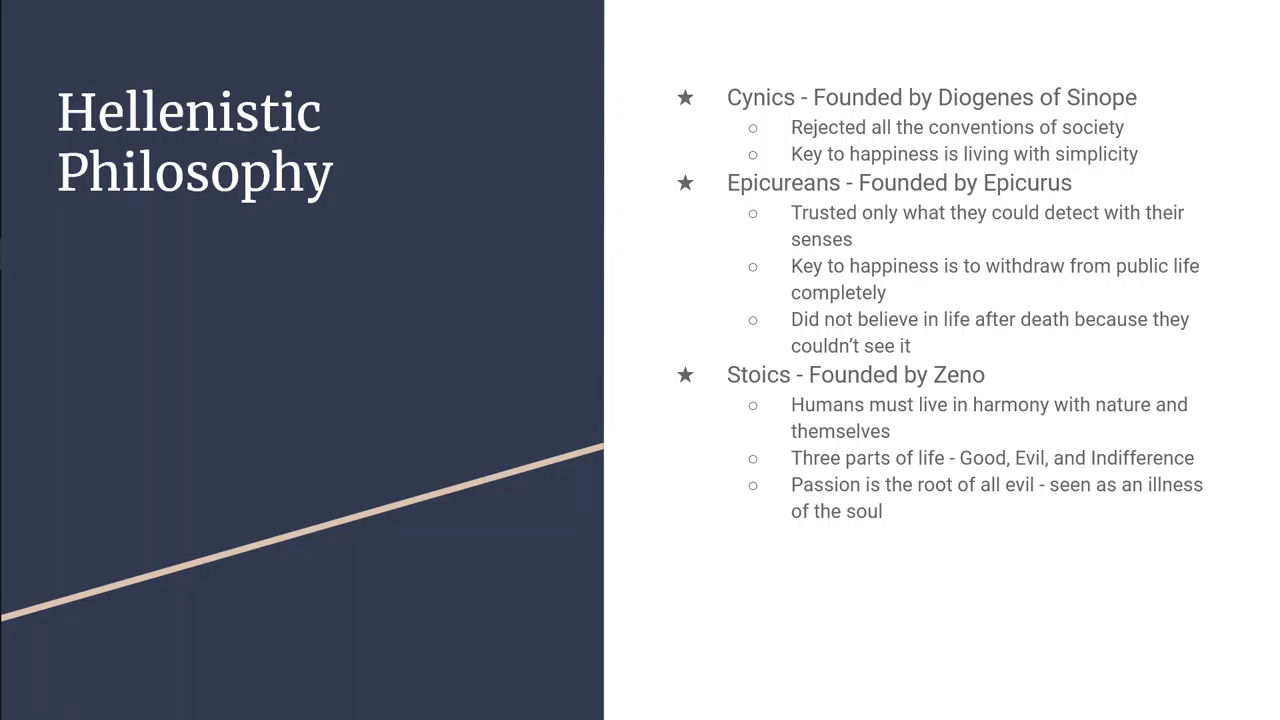 Hellenistic
Philosophy
★ Cynics - Founded by Diogenes of Sinope
○ Rejected all the conventions of society
○ Key to happiness is living with simplicity
★ Epicureans - Founded by Epicurus
○ Trusted only what they could detect with their
senses
○ Key to happiness is to withdraw from public life
completely
○ Did not believe in life after death because they
couldn’t see it
★ Stoics - Founded by Zeno
○ Humans must live in harmony with nature and
themselves
○ Three parts of life - Good, Evil, and Indifference
○ Passion is the root of all evil - seen as an illness
of the soul